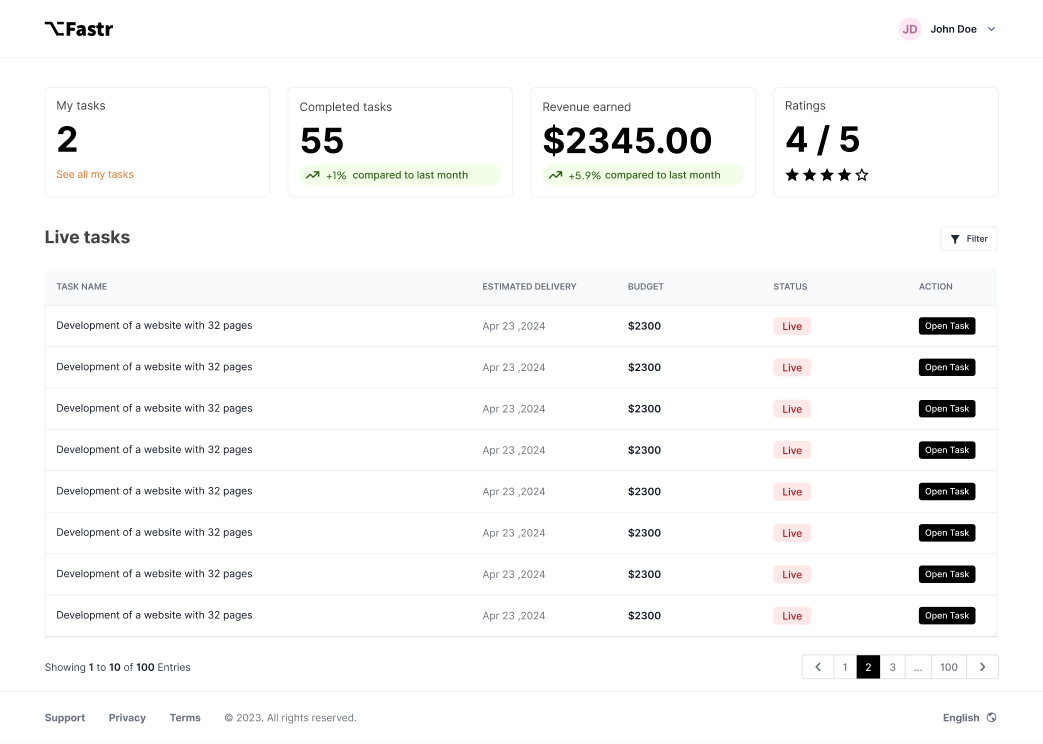 Fastr
JD John Doe
My tasks
2
See all my tasks
Completed tasks
55
+1% compared to last month
Revenue earned
$2345.00
+5.9% compared to last month
Ratings
4 / 5
Live tasks
Filter
TASK NAME ESTIMATED DELIVERY BUDGET STATUS ACTION
Development of a website with 32 pages Apr 23 ,2024 $2300 Live Open Task
Development of a website with 32 pages Apr 23 ,2024 $2300 Live Open Task
Development of a website with 32 pages Apr 23 ,2024 $2300 Live Open Task
Development of a website with 32 pages Apr 23 ,2024 $2300 Live Open Task
Development of a website with 32 pages Apr 23 ,2024 $2300 Live Open Task
Development of a website with 32 pages Apr 23 ,2024 $2300 Live Open Task
Development of a website with 32 pages Apr 23 ,2024 $2300 Live Open Task
Development of a website with 32 pages Apr 23 ,2024 $2300 Live Open Task
Showing 1 to 10 of 100 Entries
1 2 3 ... 100
Support Privacy Terms © 2023. All rights reserved.
English